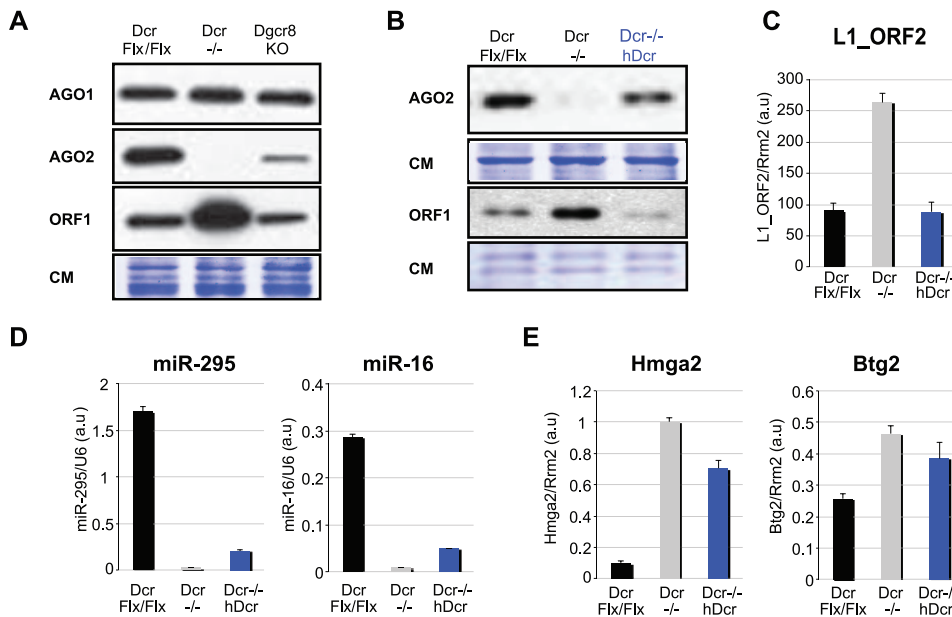 A
Dcr Flx/Flx
Dcr -/-
Dgcr8 KO
AGO1
AGO2
ORF1
CM
B
Dcr Flx/Flx
Dcr -/-
Dcr-/- hDcr
AGO2
CM
ORF1
CM
C
L1_ORF2
L1_ORF2/Rrm2 (a.u)
300
250
200
150
100
50
0
Dcr Flx/Flx
Dcr -/-
Dcr-/- hDcr
D
miR-295
miR-295/U6 (a.u)
2
1.5
1
0.5
0
Dcr Flx/Flx
Dcr -/-
Dcr-/- hDcr
miR-16
miR-16/U6 (a.u)
0.4
0.3
0.2
0.1
0
Dcr Flx/Flx
Dcr -/-
Dcr-/- hDcr
E
Hmga2
Hmga2/Rrm2 (a.u)
1.2
1
0.8
0.6
0.4
0.2
0
Dcr Flx/Flx
Dcr -/-
Dcr-/- hDcr
Btg2
Btg2/Rrm2 (a.u)
0.6
0.5
0.4
0.3
0.2
0.1
0
Dcr Flx/Flx
Dcr -/-
Dcr-/- hDcr